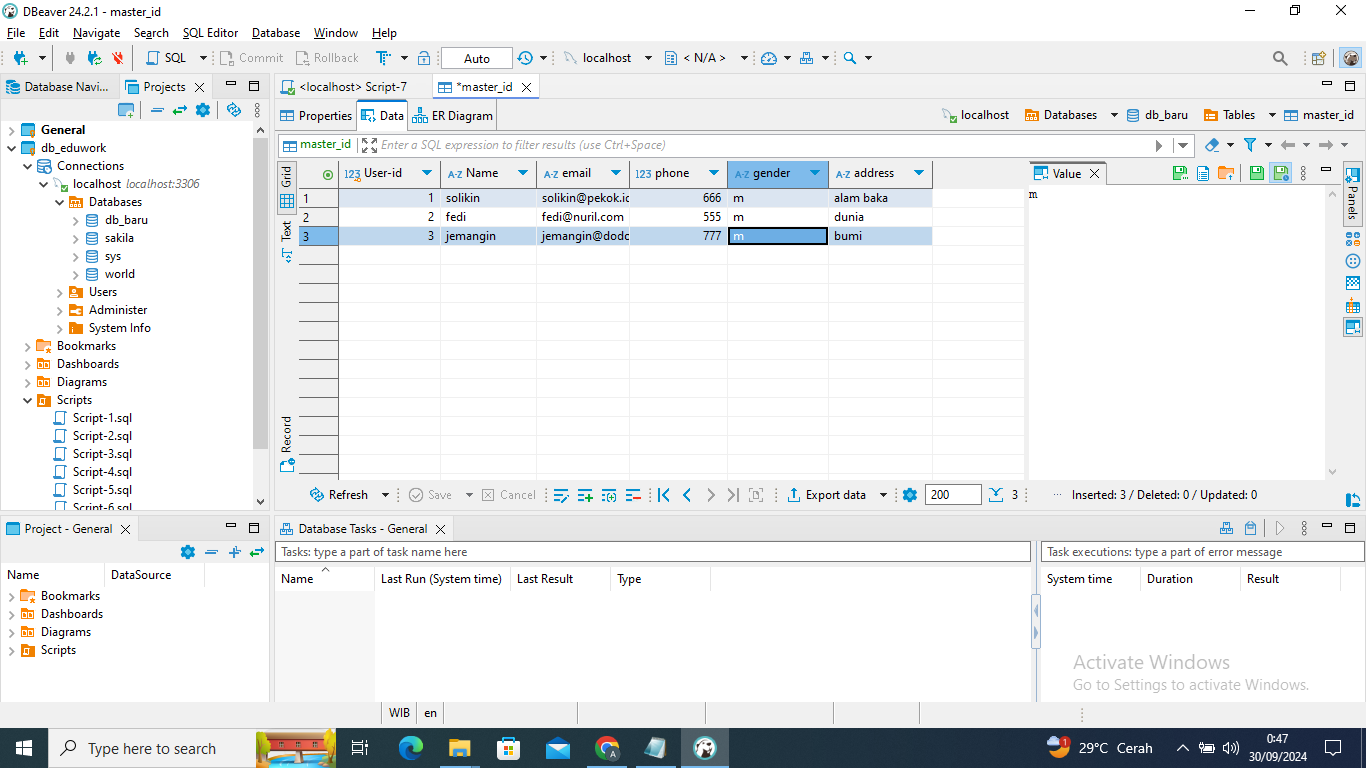 DBeaver 24.2.1 - master_id
File Edit Navigate Search SQL Editor Database Window Help
SQL Commit Rollback Auto localhost < N/A >
Database Navi... Projects
<localhost> Script-7 *master_id
Properties Data ER Diagram localhost Databases db_baru Tables master_id
master_id Enter a SQL expression to filter results (use Ctrl+Space)
General
db_eduwork
Connections
localhost localhost:3306
Databases
db_baru
sakila
sys
world
Users
Administer
System Info
Bookmarks
Dashboards
Diagrams
Scripts
Script-1.sql
Script-2.sql
Script-3.sql
Script-4.sql
Script-5.sql
Script-6.sql
Grid
Text
Record
123 User-id A-Z Name A-Z email 123 phone A-Z gender A-Z address
1 1 solikin solikin@pekok.id 666 m alam baka
2 2 fedi fedi@nuril.com 555 m dunia
3 3 jemangin jemangin@dodo 777 m bumi
Value
m
Panels
Refresh Save Cancel Export data 200 3 ... Inserted: 3 / Deleted: 0 / Updated: 0
Project - General
Name DataSource
Bookmarks
Dashboards
Diagrams
Scripts
Database Tasks - General
Tasks: type a part of task name here Task executions: type a part of error message
Name Last Run (System time) Last Result Type System time Duration Result
Activate Windows
Go to Settings to activate Windows.
WIB en
Type here to search
29°C Cerah
0:47
30/09/2024